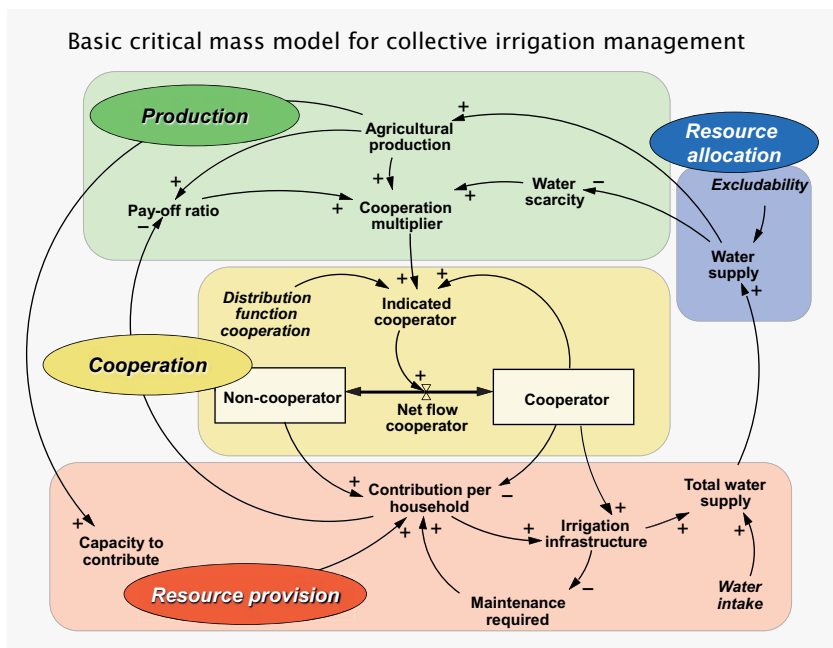 Basic critical mass model for collective irrigation management
Production
+
Agricultural
production
Resource
allocation
+
+
–
Water
scarcity
Excludability
Pay-off ratio
–
+
Cooperation
multiplier
+
Water
supply
+
Distribution
function
cooperation
+
+
Indicated
cooperator
Cooperation
+
Non-cooperator
Net flow
cooperator
Cooperator
+
Contribution per
household
–
Total water
supply
+
+
Capacity to
contribute
+
+
+
Irrigation
infrastructure
+
+
Resource provision
Maintenance
required
–
Water
intake